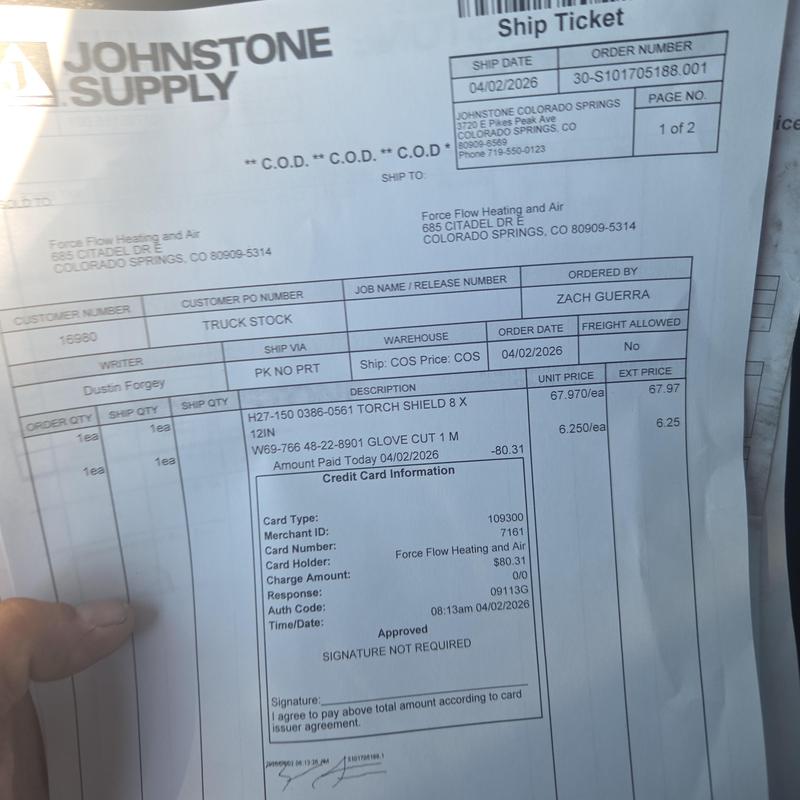 JOHNSTONE
SUPPLY
Ship Ticket
SHIP DATE
ORDER NUMBER
04/02/2026
30-S101705188.001
JOHNSTONE COLORADO SPRINGS
3720 E Pikes Peak Ave
COLORADO SPRINGS, CO
80909-6569
Phone 719-550-0123
PAGE NO.
1 of 2
** C.O.D. ** C.O.D. ** C.O.D *
SHIP TO:
SOLD TO:
Force Flow Heating and Air
685 CITADEL DR E
COLORADO SPRINGS, CO 80909-5314
Force Flow Heating and Air
685 CITADEL DR E
COLORADO SPRINGS, CO 80909-5314
CUSTOMER NUMBER
CUSTOMER PO NUMBER
JOB NAME / RELEASE NUMBER
ORDERED BY
16980
TRUCK STOCK
ZACH GUERRA
WRITER
SHIP VIA
WAREHOUSE
ORDER DATE
FREIGHT ALLOWED
Dustin Forgey
PK NO PRT
Ship: COS Price: COS
04/02/2026
No
ORDER QTY
SHIP QTY
SHIP QTY
DESCRIPTION
UNIT PRICE
EXT PRICE
1ea
1ea
H27-150 0386-0561 TORCH SHIELD 8 X
12IN
67.970/ea
67.97
1ea
1ea
W69-766 48-22-8901 GLOVE CUT 1 M
6.250/ea
6.25
Amount Paid Today 04/02/2026 -80.31
Credit Card Information
Card Type:
Merchant ID: 109300
Card Number: 7161
Card Holder: Force Flow Heating and Air
Charge Amount: $80.31
Response: 0/0
Auth Code: 09113G
Time/Date: 08:13am 04/02/2026
Approved
SIGNATURE NOT REQUIRED
Signature:
I agree to pay above total amount according to card
issuer agreement.
S101705188.1